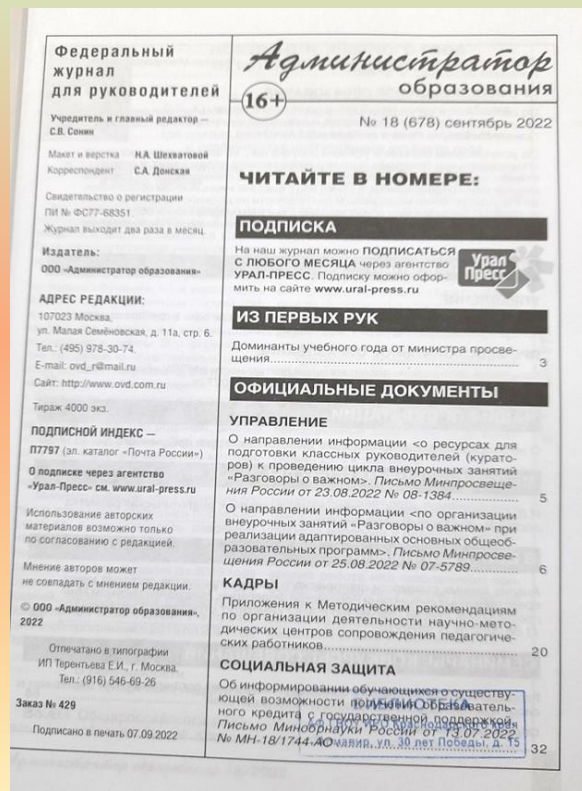 Федеральный
журнал
для руководителей
Учредитель и главный редактор —
С.В. Сонин
Макет и верстка Н.А. Шехватовой
Корреспондент С.А. Донская
Свидетельство о регистрации
ПИ № ФС77-68351.
Журнал выходит два раза в месяц.
Издатель:
ООО «Администратор образования»
АДРЕС РЕДАКЦИИ:
107023 Москва,
ул. Малая Семёновская, д. 11а, стр. 6.
Тел.: (495) 978-30-74.
E-mail: ovd_r@mail.ru
Сайт: http://www.ovd.com.ru
Тираж 4000 экз.
ПОДПИСНОЙ ИНДЕКС —
П7797 (эл. каталог «Почта России»)
О подписке через агентство
«Урал-Пресс» см. www.ural-press.ru
Использование авторских
материалов возможно только
по согласованию с редакцией.
Мнение авторов может
не совпадать с мнением редакции.
© ООО «Администратор образования»,
2022
Отпечатано в типографии
ИП Терентьева Е.И., г. Москва.
Тел.: (916) 546-69-26
Заказ № 429
Подписано в печать 07.09.2022
Администратор
образования
16+
№ 18 (678) сентябрь 2022
ЧИТАЙТЕ В НОМЕРЕ:
ПОДПИСКА
На наш журнал можно ПОДПИСАТЬСЯ
С ЛЮБОГО МЕСЯЦА через агентство
УРАЛ-ПРЕСС. Подписку можно офор-
мить на сайте www.ural-press.ru
Урал
Пресс
ИЗ ПЕРВЫХ РУК
Доминанты учебного года от министра просве-
щения 3
ОФИЦИАЛЬНЫЕ ДОКУМЕНТЫ
УПРАВЛЕНИЕ
О направлении информации <о ресурсах для
подготовки классных руководителей (курато-
ров) к проведению цикла внеурочных занятий
«Разговоры о важном>. Письмо Минпросвеще-
ния России от 23.08.2022 № 08-1384 5
О направлении информации <по организации
внеурочных занятий «Разговоры о важном» при
реализации адаптированных основных общеоб-
разовательных программ>. Письмо Минпросве-
щения России от 25.08.2022 № 07-5789 6
КАДРЫ
Приложения к Методическим рекомендациям
по организации деятельности научно-мето-
дических центров сопровождения педагогиче-
ских работников 20
СОЦИАЛЬНАЯ ЗАЩИТА
Об информировании обучающихся о существу-
ющей возможности получения образователь-
ного кредита с государственной поддержкой.
Письмо Минобрнауки России от 13.07.2022
№ МН-18/1744-АО 32
БИБ�ЛИОТЕКА
Краснодарского края
Армавир, ул. 30 лет Победы, д. 15